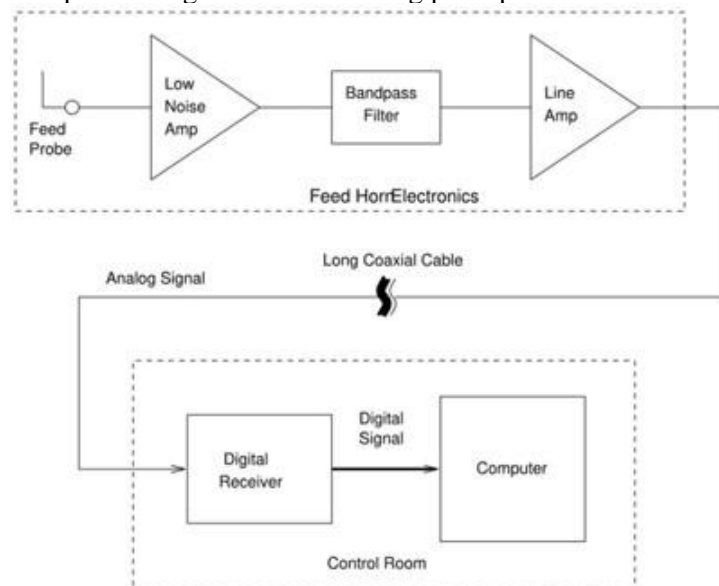 Low
Noise
Amp
Bandpass
Filter
Line
Amp
Feed
Probe
Feed HornElectronics
Long Coaxial Cable
Analog Signal
Digital
Signal
Digital
Receiver
Computer
Control Room